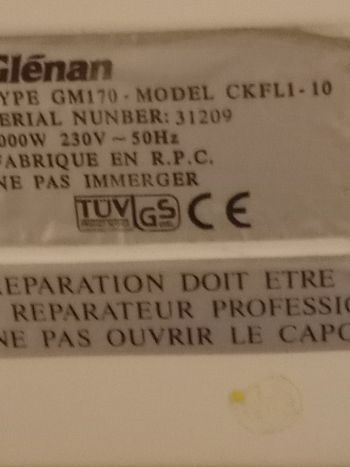 Glénan
YPE GM170 - MODEL CKFL1-10
ERIAL NUNBER: 31209
000W 230V ~ 50Hz
FABRIQUE EN R.P.C.
NE PAS IMMERGER
TÜV GS CE
REPARATION DOIT ETRE
REPARATEUR PROFESSIO
NE PAS OUVRIR LE CAPO